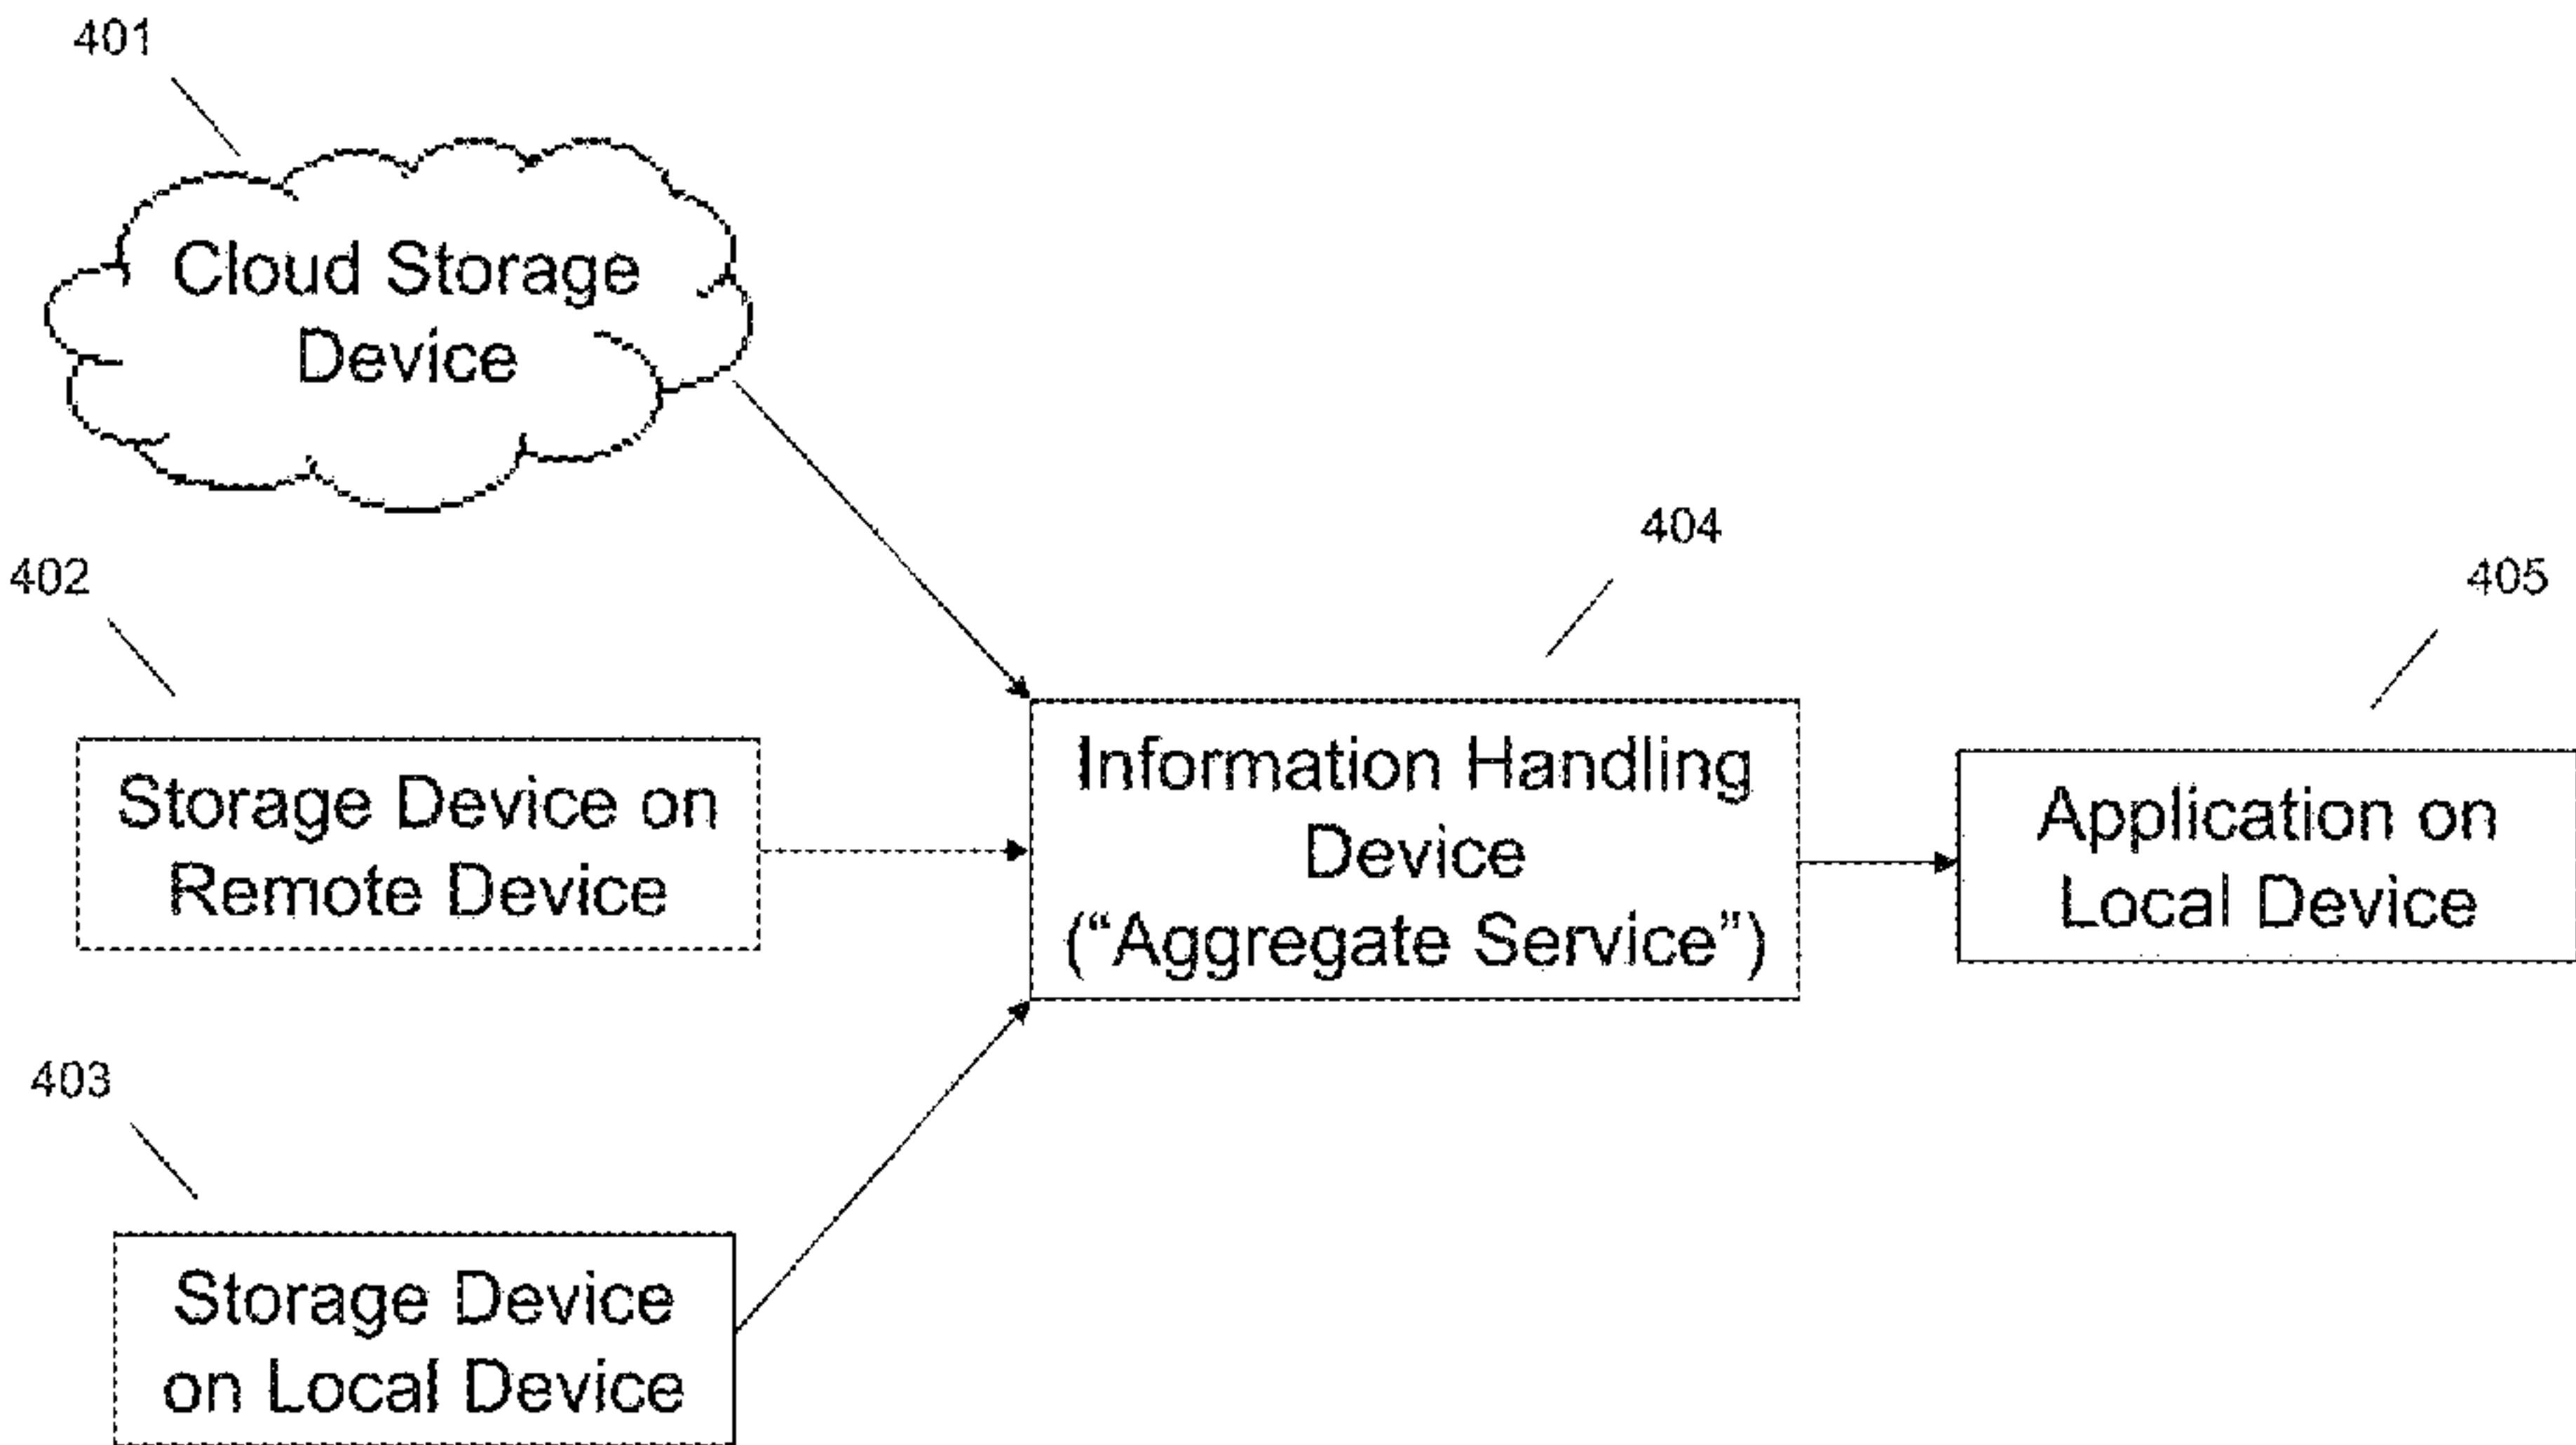 401
Cloud Storage
Device
402
Storage Device on
Remote Device
403
Storage Device
on Local Device
404
Information Handling
Device
(“Aggregate Service”)
405
Application on
Local Device